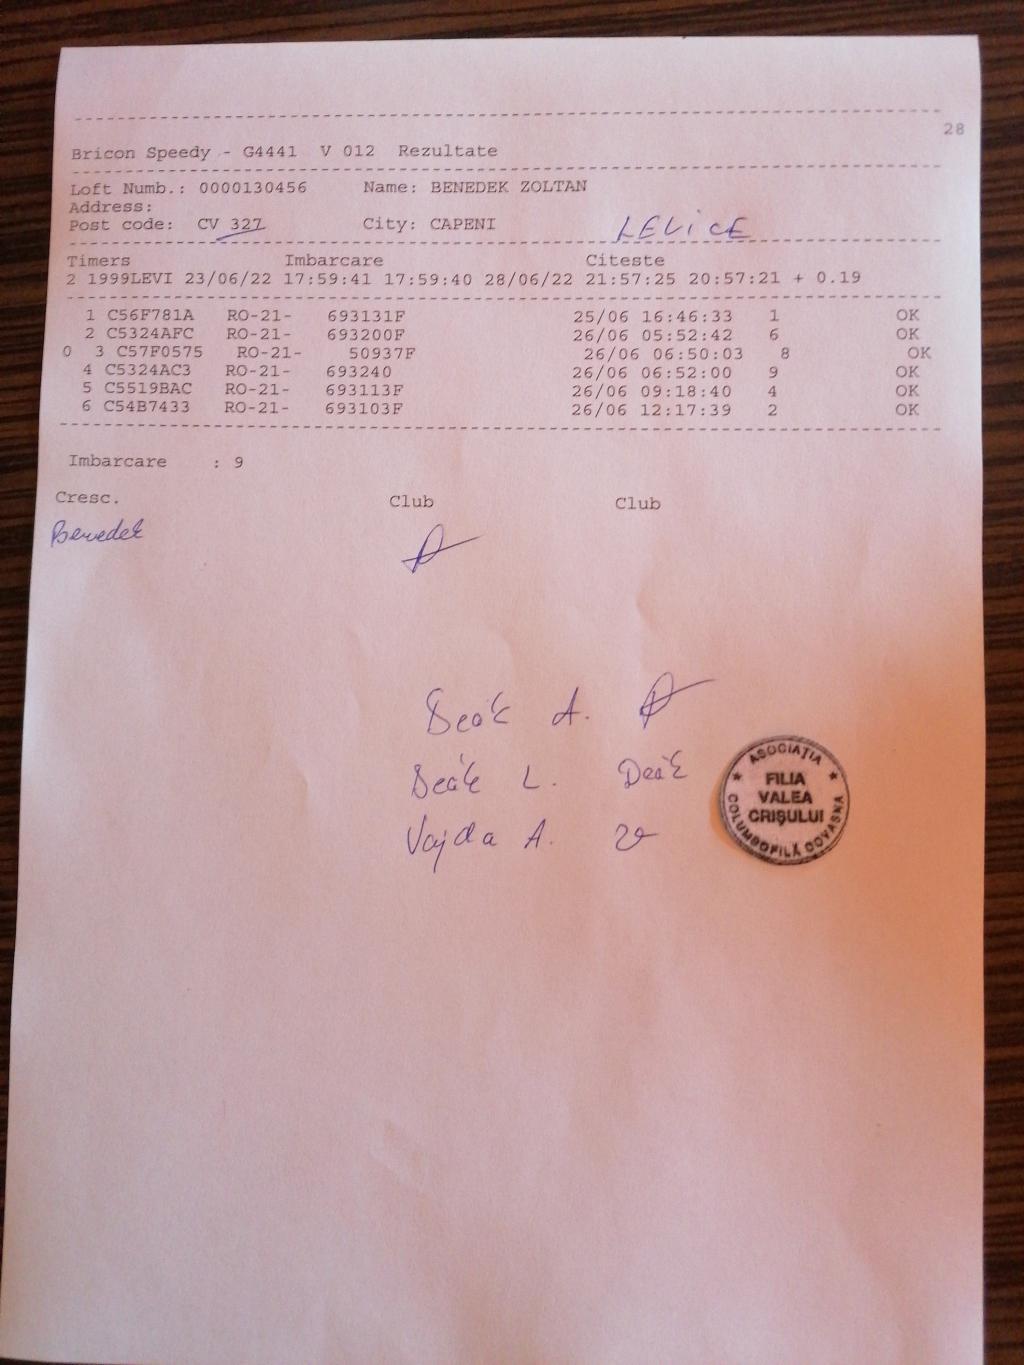 28
Bricon Speedy - G4441 V 012 Rezultate
Loft Numb.: 0000130456 Name: BENEDEK ZOLTAN
Address:
Post code: CV 327 City: CAPENI LEVICE
Timers Imbarcare Citeste
2 1999LEVI 23/06/22 17:59:41 17:59:40 28/06/22 21:57:25 20:57:21 + 0.19
1 C56F781A RO-21- 693131F 25/06 16:46:33 1 OK
2 C5324AFC RO-21- 693200F 26/06 05:52:42 6 OK
0 3 C57F0575 RO-21- 50937F 26/06 06:50:03 8 OK
4 C5324AC3 RO-21- 693240 26/06 06:52:00 9 OK
5 C5519BAC RO-21- 693113F 26/06 09:18:40 4 OK
6 C54B7433 RO-21- 693103F 26/06 12:17:39 2 OK
Imbarcare : 9
Cresc. Club Club
Benedek
Deák A.
Deák L. Deák
Vajda A.
ASOCIAŢIA
FILIA
VALEA
CRIŞULUI
COLUMBOFILĂ COVASNA